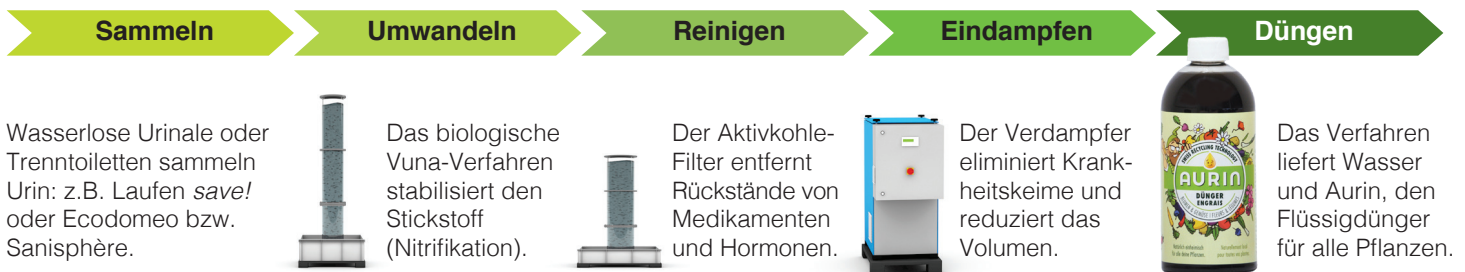 Sammeln
Umwandeln
Reinigen
Eindampfen
Düngen
Wasserlose Urinale oder
Trenntoiletten sammeln
Urin: z.B. Laufen save!
oder Ecodomeo bzw.
Sanisphère.
Das biologische
Vuna-Verfahren
stabilisiert den
Stickstoff
(Nitrifikation).
Der Aktivkohle-
Filter entfernt
Rückstände von
Medikamenten
und Hormonen.
Der Verdampfer
eliminiert Krank-
heitskeime und
reduziert das
Volumen.
SWISS RECYCLING TECHNOLOGY
AURIN
DÜNGER
ENGRAIS
Das Verfahren
liefert Wasser
und Aurin, den
Flüssigdünger
für alle Pflanzen.